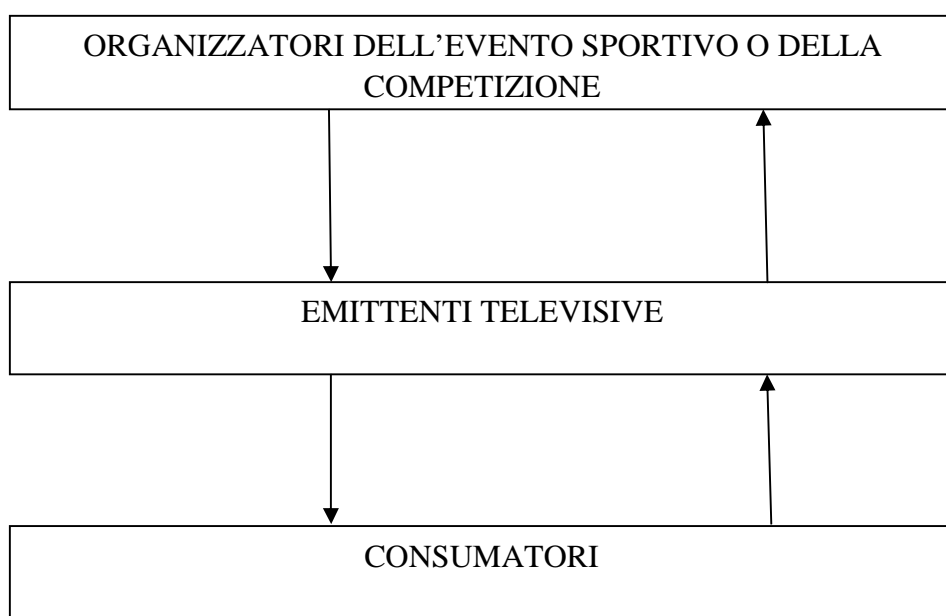 ORGANIZZATORI DELL’EVENTO SPORTIVO O DELLA
COMPETIZIONE
EMITTENTI TELEVISIVE
CONSUMATORI